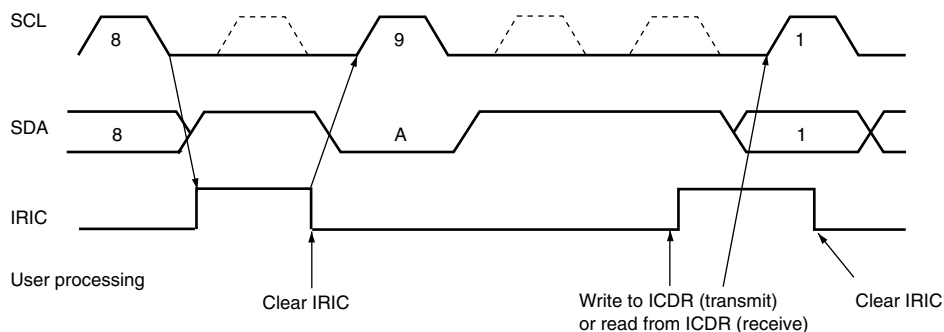 SCL
8
9
1
SDA
8
A
1
IRIC
User processing
Clear IRIC
Write to ICDR (transmit)
or read from ICDR (receive)
Clear IRIC